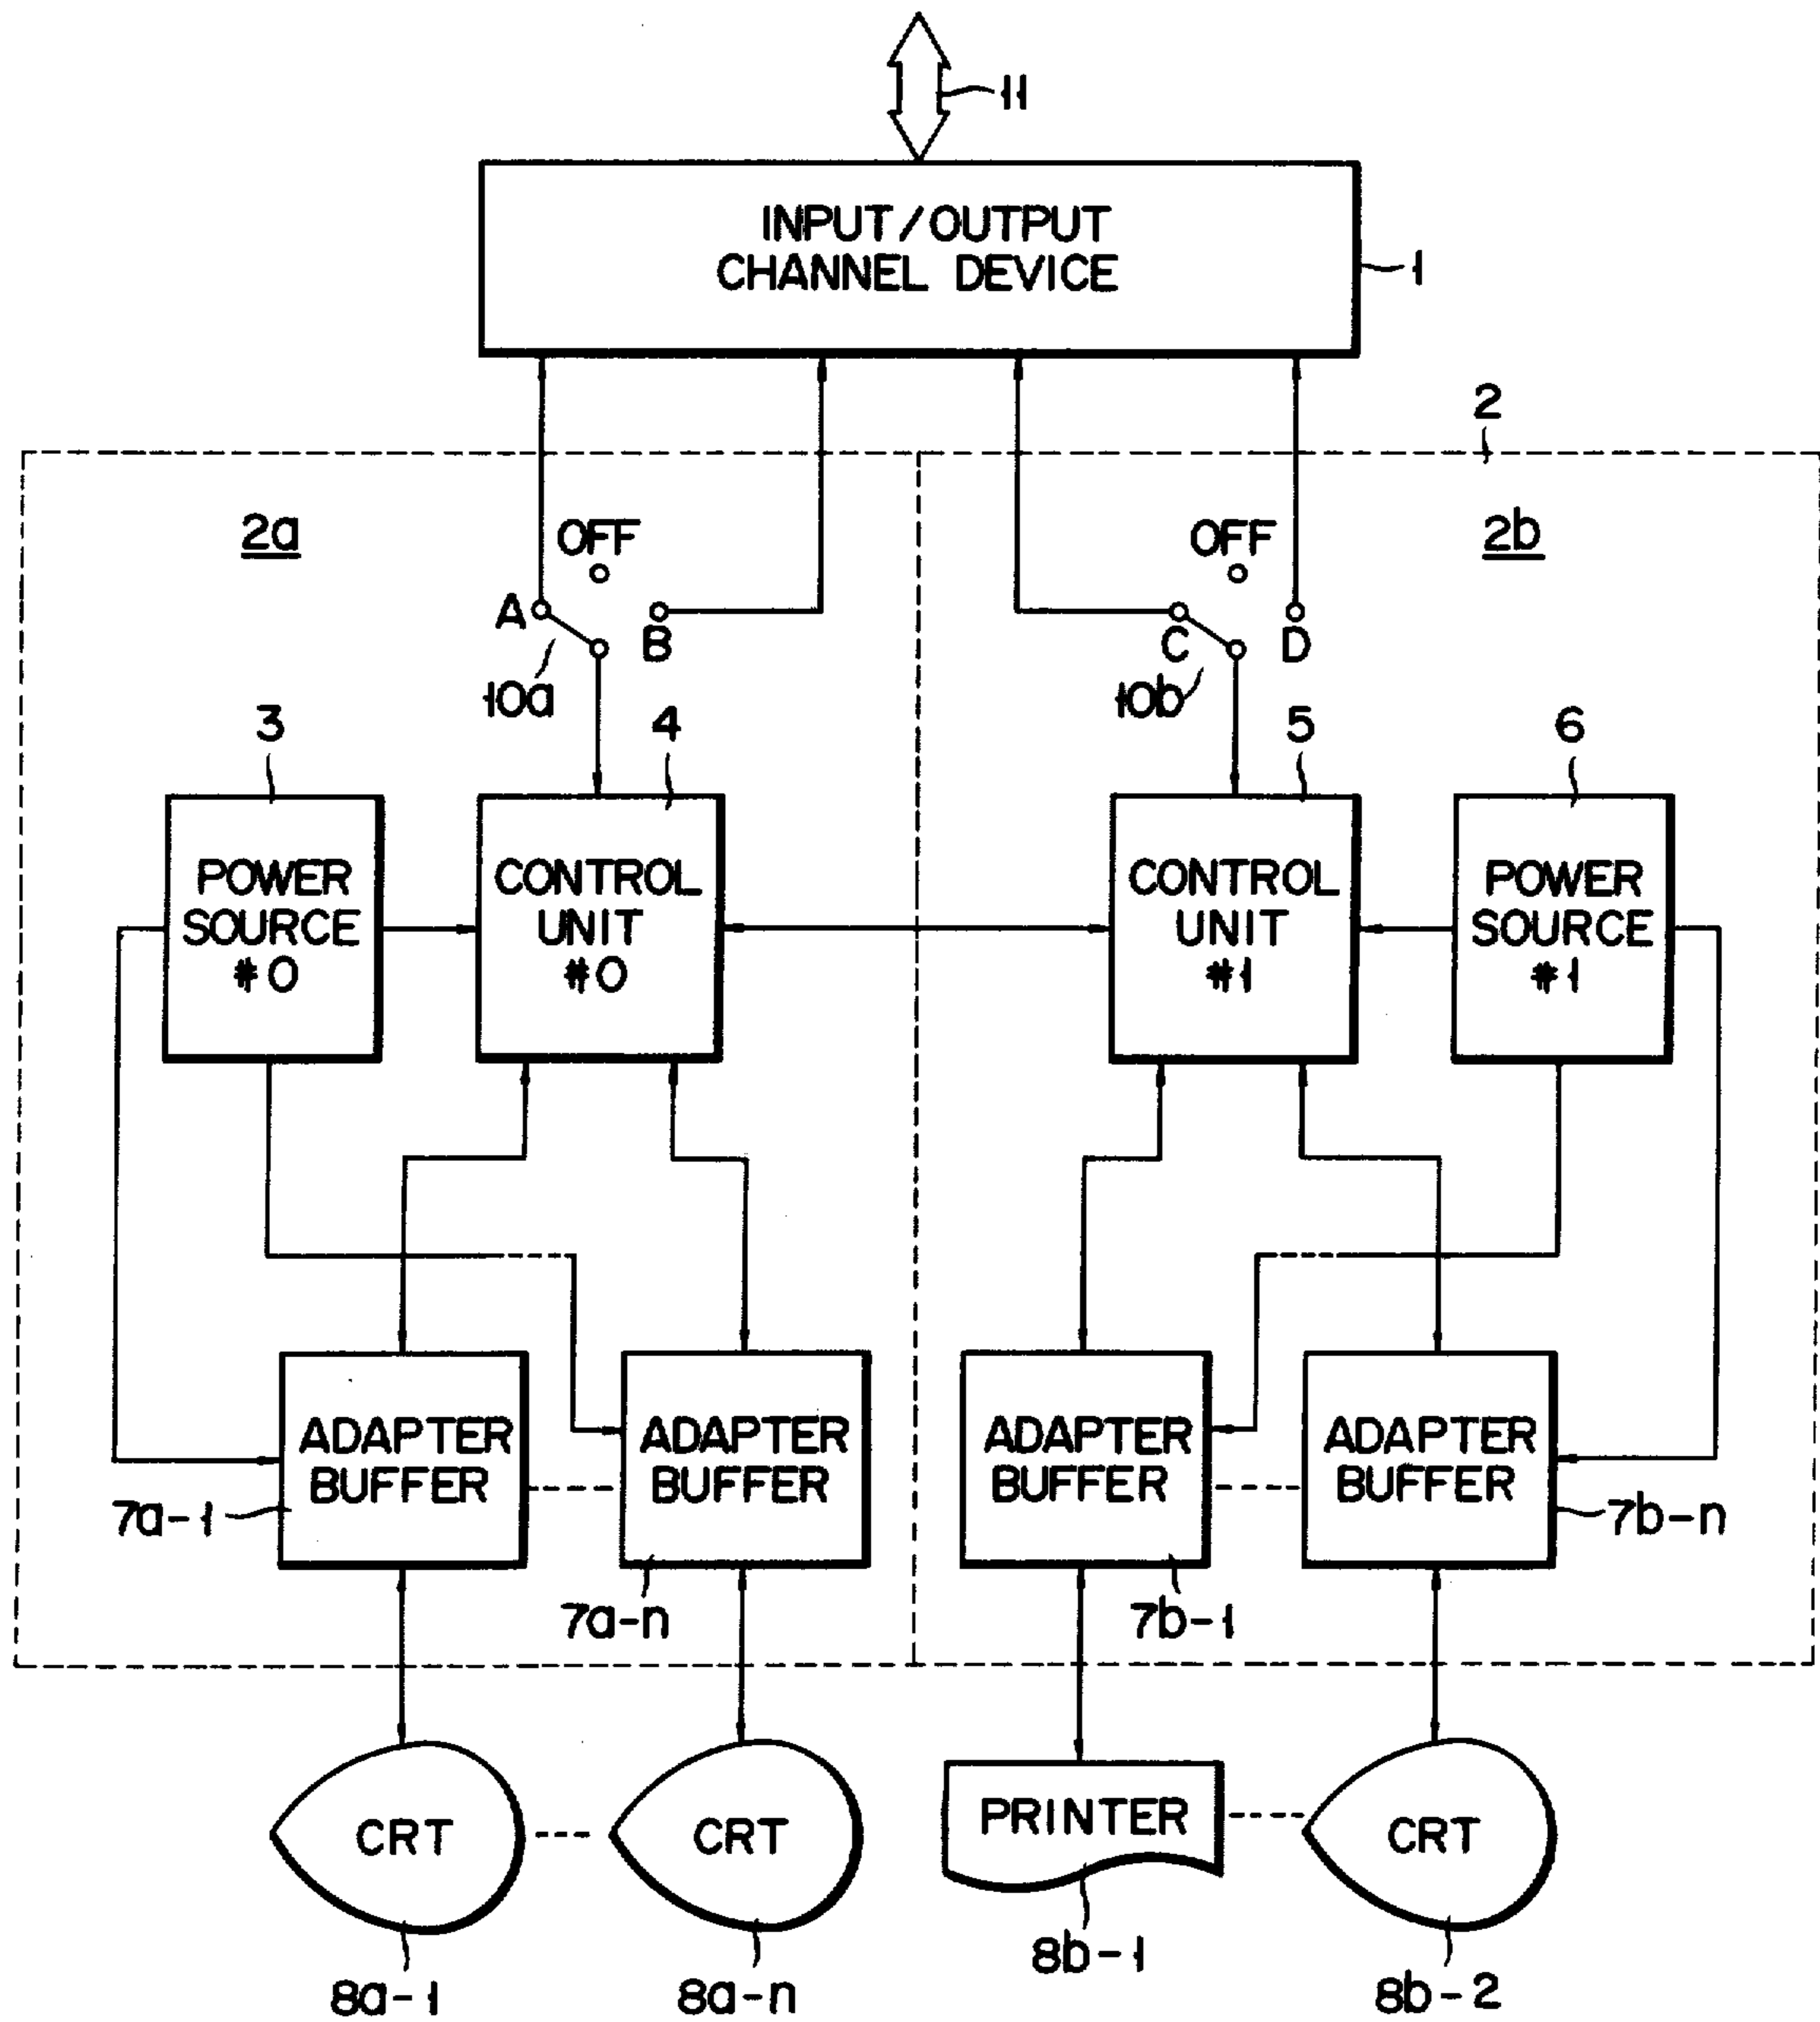 11
INPUT/OUTPUT
CHANNEL DEVICE
1
2
2a
OFF
OFF
2b
A
B
C
D
10a
10b
3
4
5
6
POWER
SOURCE
#0
CONTROL
UNIT
#0
CONTROL
UNIT
#1
POWER
SOURCE
#1
ADAPTER
BUFFER
ADAPTER
BUFFER
ADAPTER
BUFFER
ADAPTER
BUFFER
7a-1
7a-n
7b-1
7b-n
CRT
CRT
PRINTER
CRT
8a-1
8a-n
8b-1
8b-2